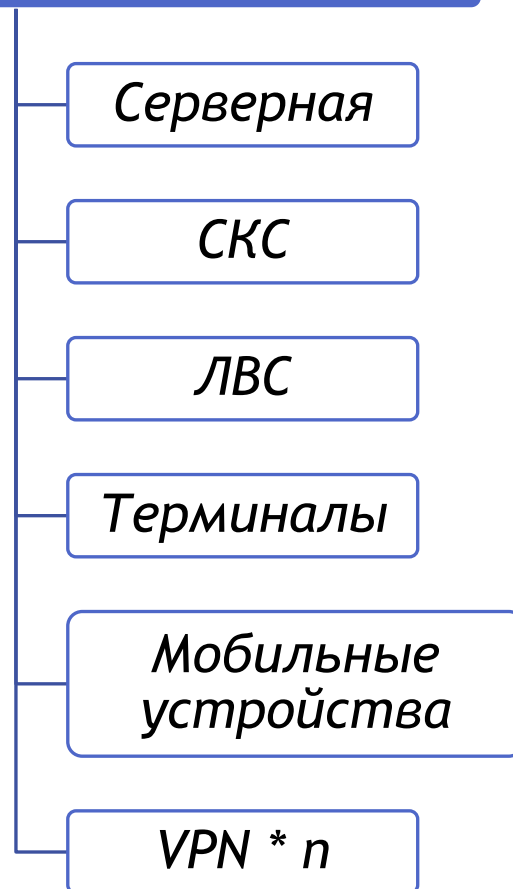 Серверная
СКС
ЛВС
Терминалы
Мобильные
устройства
VPN * n